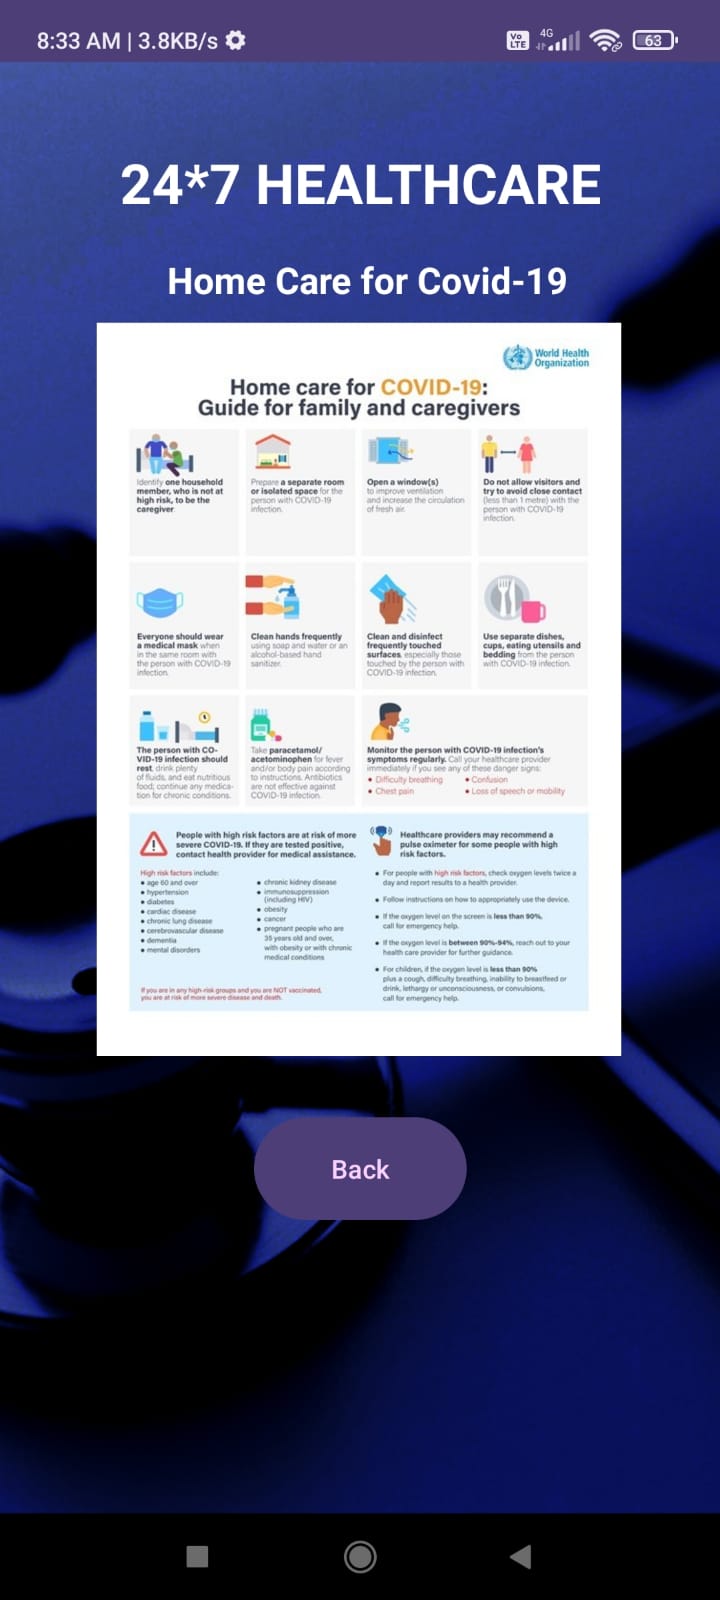 8:33 AM | 3.8KB/s
Vo
LTE
4G
63
24*7 HEALTHCARE
Home Care for Covid-19
World Health
Organization
Home care for COVID-19:
Guide for family and caregivers
Identify one household
member, who is not at
high risk, to be the
caregiver.
Prepare a separate room
or isolated space for the
person with COVID-19
infection.
Open a window(s)
to improve ventilation
and increase the circulation
of fresh air.
Do not allow visitors and
try to avoid close contact
(less than 1 metre) with the
person with COVID-19
infection.
Everyone should wear
a medical mask when
in the same room with
the person with COVID-19
infection.
Clean hands frequently
using soap and water or an
alcohol-based hand
sanitizer.
Clean and disinfect
frequently touched
surfaces, especially those
touched by the person with
COVID-19 infection.
Use separate dishes,
cups, eating utensils and
bedding from the person
with COVID-19 infection.
The person with CO-
VID-19 infection should
rest, drink plenty
of fluids, and eat nutritious
food; continue any medica-
tion for chronic conditions.
Take paracetamol/
acetominophen for fever
and/or body pain according
to instructions. Antibiotics
are not effective against
COVID-19 infection.
Monitor the person with COVID-19 infection's
symptoms regularly. Call your healthcare provider
immediately if you see any of these danger signs:
• Difficulty breathing
• Confusion
• Chest pain
• Loss of speech or mobility
People with high risk factors are at risk of more
severe COVID-19. If they are tested positive,
contact health provider for medical assistance.
High risk factors include:
• age 60 and over
• hypertension
• diabetes
• cardiac disease
• chronic lung disease
• cerebrovascular disease
• dementia
• mental disorders
• chronic kidney disease
• immunosupression
(including HIV)
• obesity
• cancer
• pregnant people who are
35 years old and over,
with obesity or with chronic
medical conditions
If you are in any high-risk groups and you are NOT vaccinated,
you are at risk of more severe disease and death.
Healthcare providers may recommend a
pulse oximeter for some people with high
risk factors.
• For people with high risk factors, check oxygen levels twice a
day and report results to a health provider.
• Follow instructions on how to appropriately use the device.
• If the oxygen level on the screen is less than 90%,
call for emergency help.
• If the oxygen level is between 90%-94%, reach out to your
health care provider for further guidance.
• For children, if the oxygen level is less than 90%
plus a cough, difficulty breathing, inability to breastfeed or
drink, lethargy or unconsciousness, or convulsions,
call for emergency help.
Back